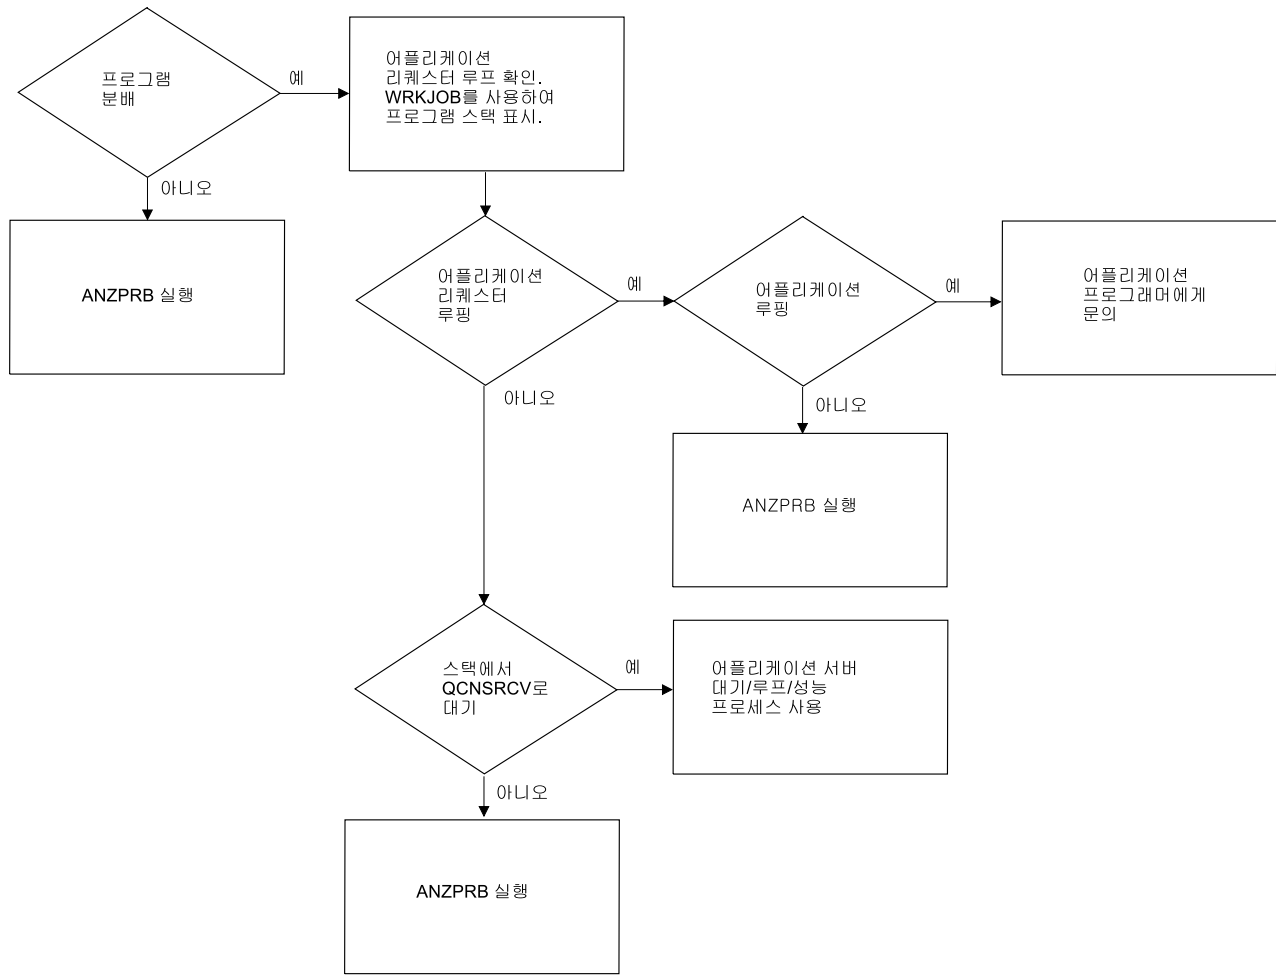 프로그램
분배
예
어플리케이션
리퀘스터 루프 확인.
WRKJOB를 사용하여
프로그램 스택 표시.
아니오
ANZPRB 실행
어플리케이션
리퀘스터
루핑
예
어플리케이션
루핑
예
어플리케이션
프로그래머에게
문의
아니오
아니오
ANZPRB 실행
스택에서
QCNSRCV로
대기
예
어플리케이션 서버
대기/루프/성능
프로세스 사용
아니오
ANZPRB 실행